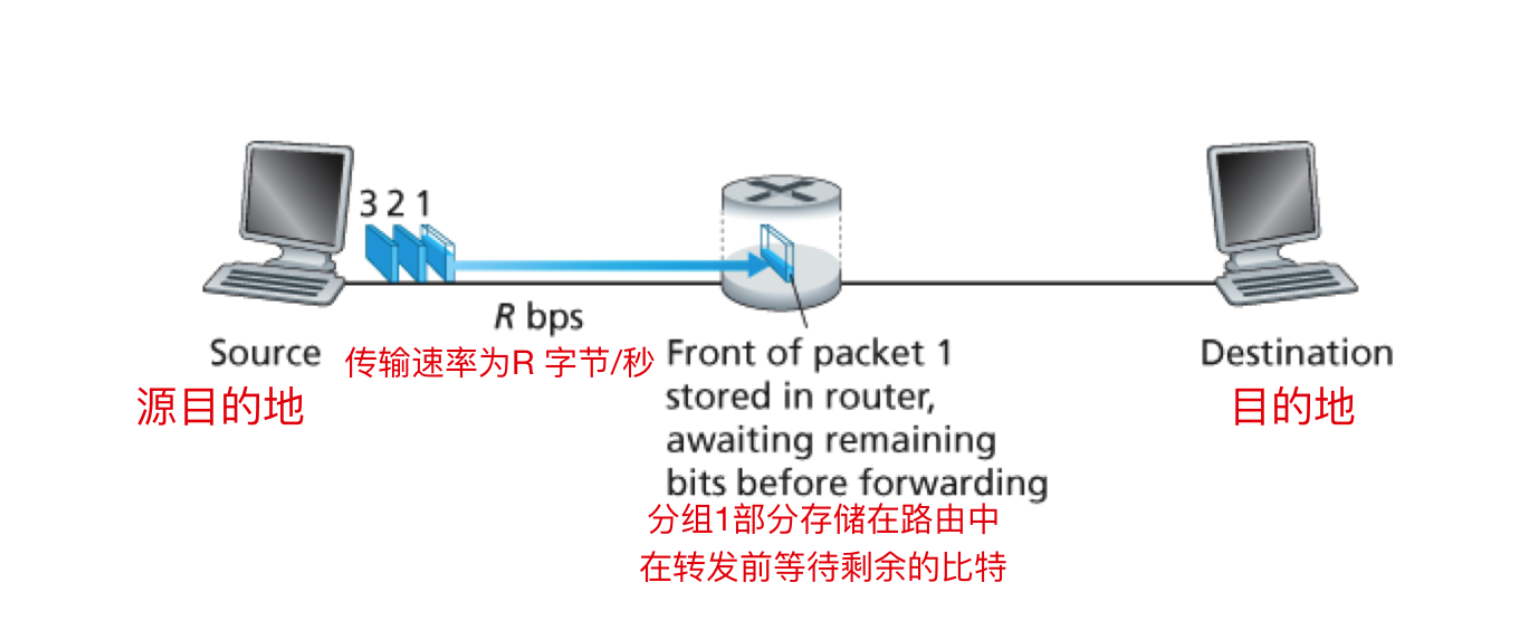 3 2 1
R bps
Source
传输速率为R 字节/秒
源目的地
Front of packet 1
stored in router,
awaiting remaining
bits before forwarding
分组1部分存储在路由中
在转发前等待剩余的比特
Destination
目的地